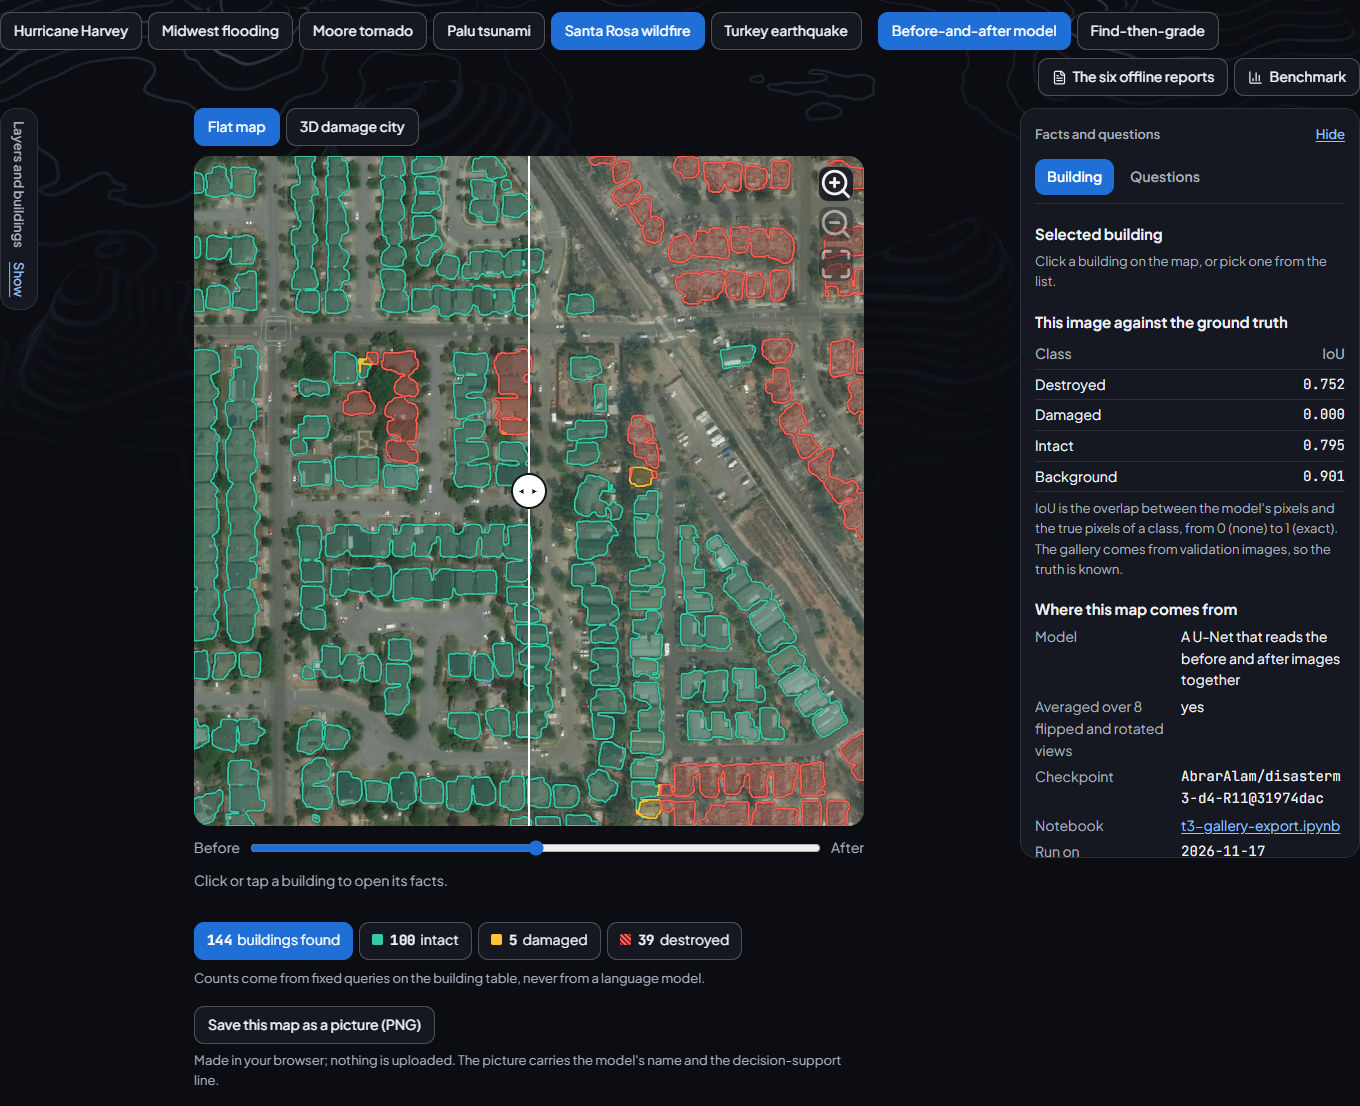 Hurricane Harvey
Midwest flooding
Moore tornado
Palu tsunami
Santa Rosa wildfire
Turkey earthquake
Before-and-after model
Find-then-grade
The six offline reports
Benchmark
Layers and buildings
Show
Flat map
3D damage city
Before
After
Click or tap a building to open its facts.
144 buildings found
100 intact
5 damaged
39 destroyed
Counts come from fixed queries on the building table, never from a language model.
Save this map as a picture (PNG)
Made in your browser; nothing is uploaded. The picture carries the model's name and the decision-support
line.
Facts and questions
Hide
Building
Questions
Selected building
Click a building on the map, or pick one from the
list.
This image against the ground truth
Class IoU
Destroyed 0.752
Damaged 0.000
Intact 0.795
Background 0.901
IoU is the overlap between the model's pixels and
the true pixels of a class, from 0 (none) to 1 (exact).
The gallery comes from validation images, so the
truth is known.
Where this map comes from
Model A U-Net that reads the
before and after images
together
Averaged over 8 yes
flipped and rotated
views
Checkpoint AbrarAlam/disasterm
3-d4-R11@31974dac
Notebook t3-gallery-export.ipynb
Run on 2026-11-17